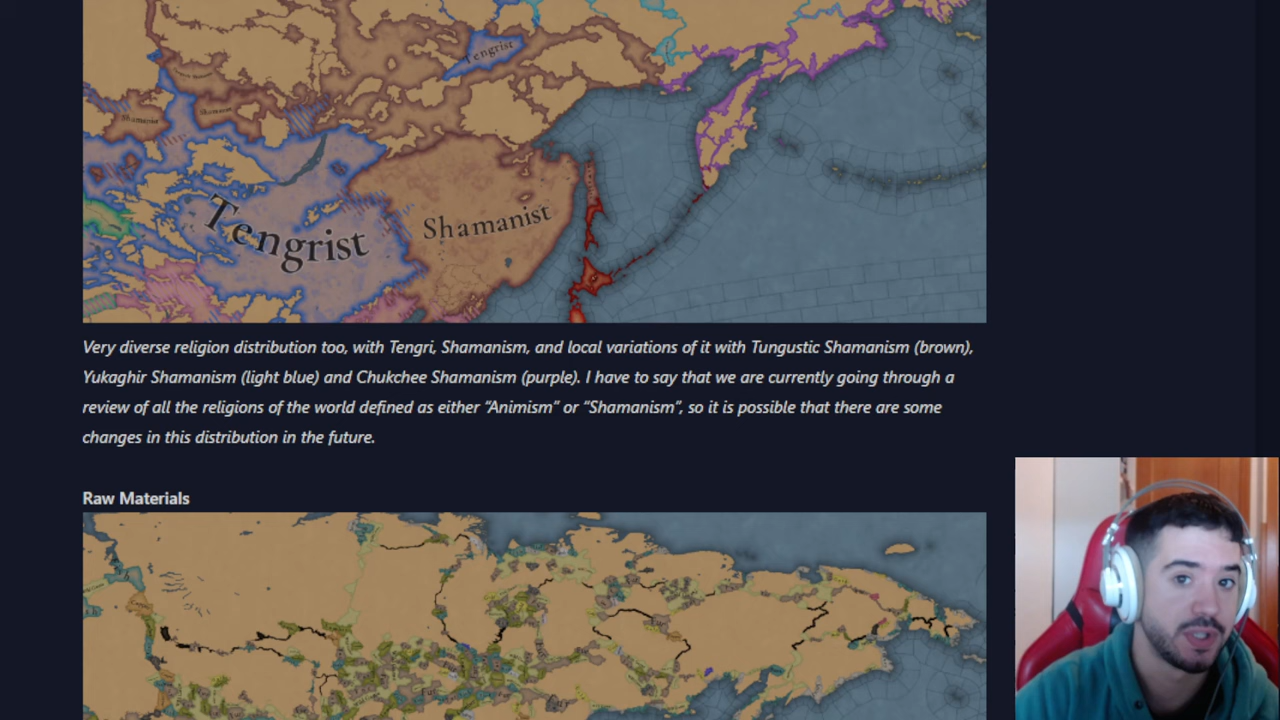 Tengrist
Shamanist
Shamanist
Tengrist
Shamanist
Very diverse religion distribution too, with Tengri, Shamanism, and local variations of it with Tungustic Shamanism (brown),
Yukaghir Shamanism (light blue) and Chukchee Shamanism (purple). I have to say that we are currently going through a
review of all the religions of the world defined as either “Animism” or “Shamanism”, so it is possible that there are some
changes in this distribution in the future.
Raw Materials